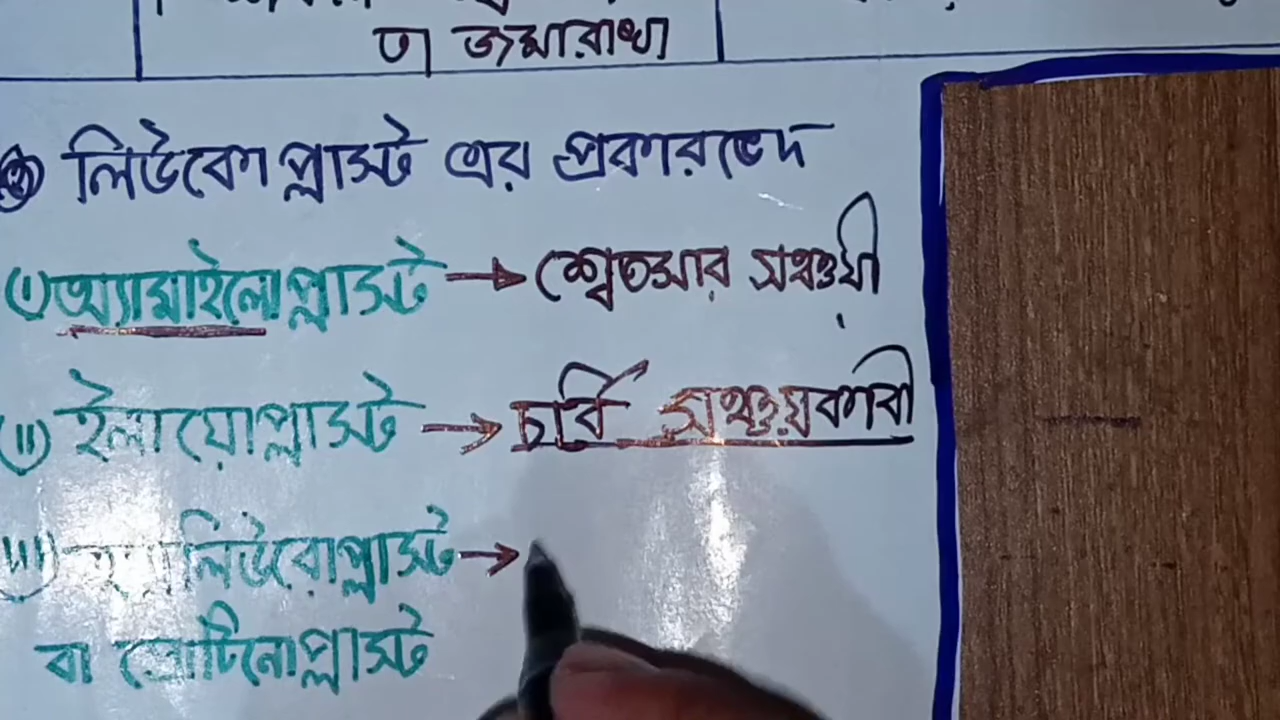 তা জমারাখা
লিউকোপ্লাস্ট এর প্রকারভেদ
(i) অ্যামাইলোপ্লাস্ট → শ্বেতসার সঞ্চয়ী
(ii) ইলায়োপ্লাস্ট → চর্বি সঞ্চয়কারী
(iii) অ্যালিউরোপ্লাস্ট →
বা প্রোটিনোপ্লাস্ট